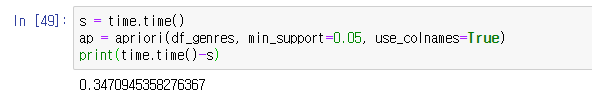 In [49]:
s = time.time()
ap = apriori(df_genres, min_support=0.05, use_colnames=True)
print(time.time()-s)
0.3470945358276367